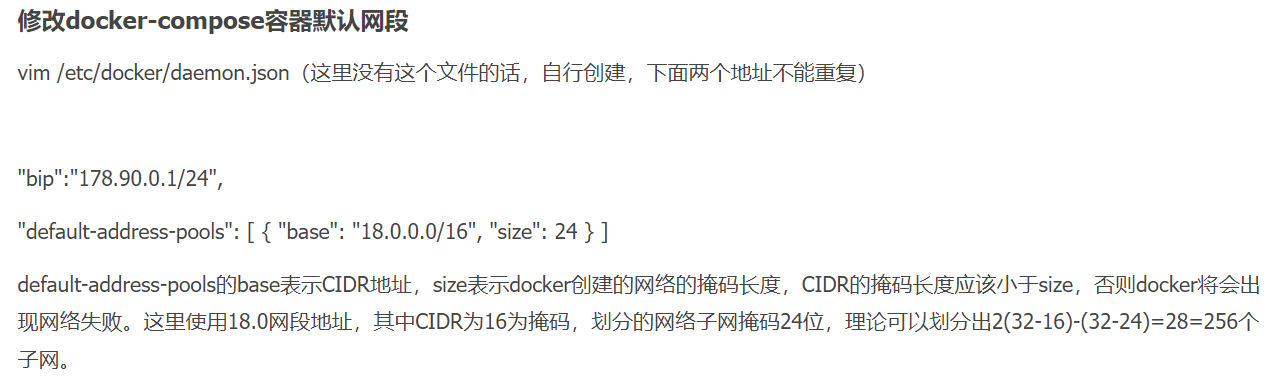 修改docker-compose容器默认网段
vim /etc/docker/daemon.json（这里没有这个文件的话，自行创建，下面两个地址不能重复）
"bip":"178.90.0.1/24",
"default-address-pools": [ { "base": "18.0.0.0/16", "size": 24 } ]
default-address-pools的base表示CIDR地址，size表示docker创建的网络的掩码长度，CIDR的掩码长度应该小于size，否则docker将会出
现网络失败。这里使用18.0网段地址，其中CIDR为16为掩码，划分的网络子网掩码24位，理论可以划分出2(32-16)-(32-24)=28=256个
子网。